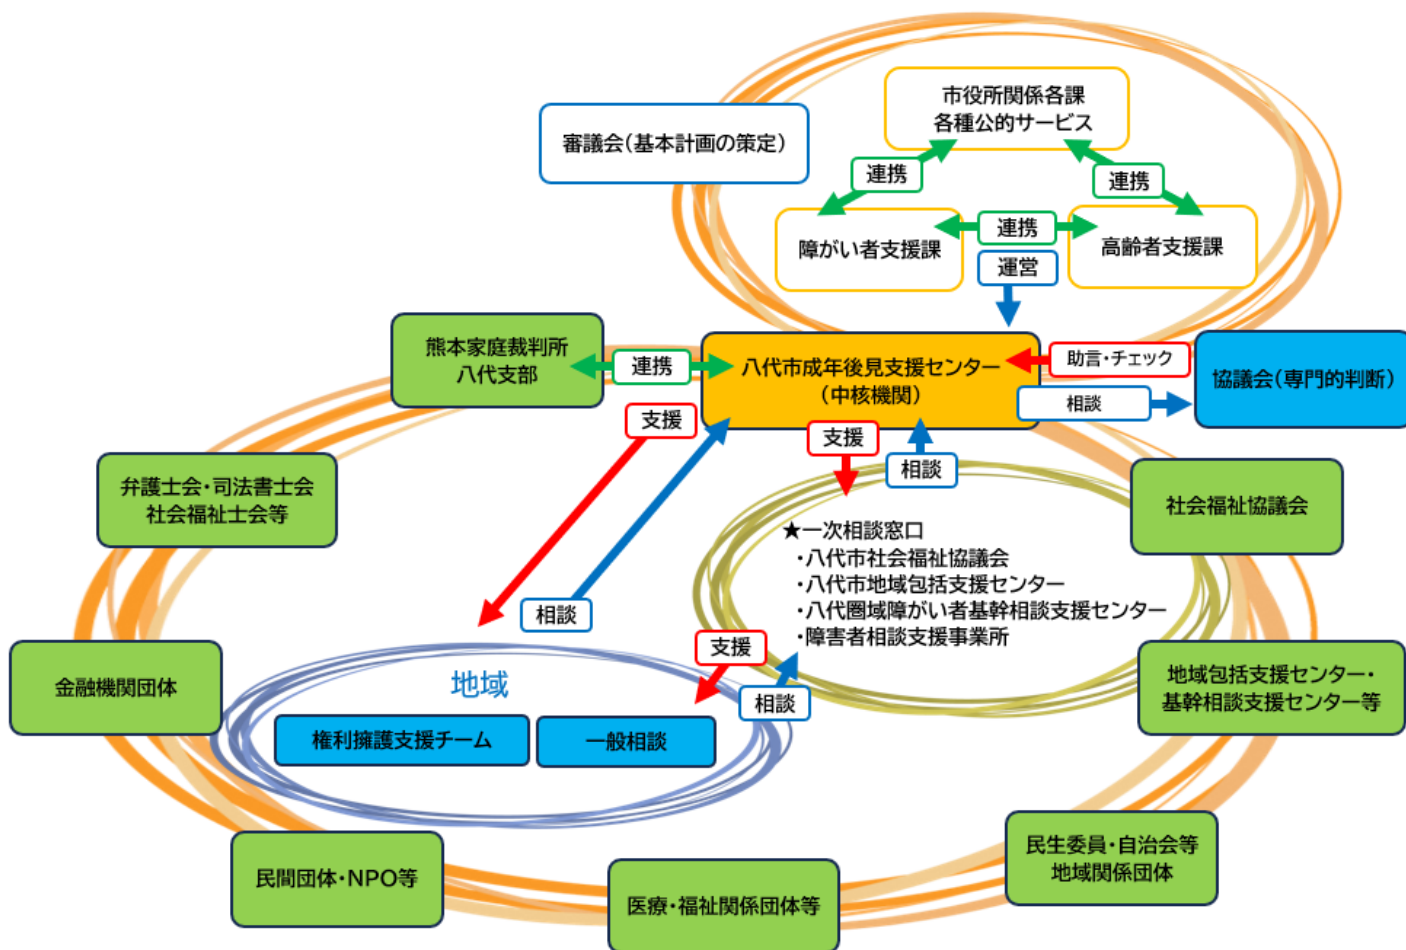 市役所関係各課
各種公的サービス
審議会(基本計画の策定)
連携
連携
障がい者支援課
連携
高齢者支援課
運営
熊本家庭裁判所
八代支部
連携
八代市成年後見支援センター
(中核機関)
助言・チェック
相談
協議会(専門的判断)
支援
支援
相談
弁護士会・司法書士会
社会福祉士会等
社会福祉協議会
★一次相談窓口
・八代市社会福祉協議会
・八代市地域包括支援センター
・八代圏域障がい者基幹相談支援センター
・障害者相談支援事業所
相談
支援
相談
金融機関団体
地域
権利擁護支援チーム
一般相談
地域包括支援センター・
基幹相談支援センター等
民間団体・NPO等
医療・福祉関係団体等
民生委員・自治会等
地域関係団体